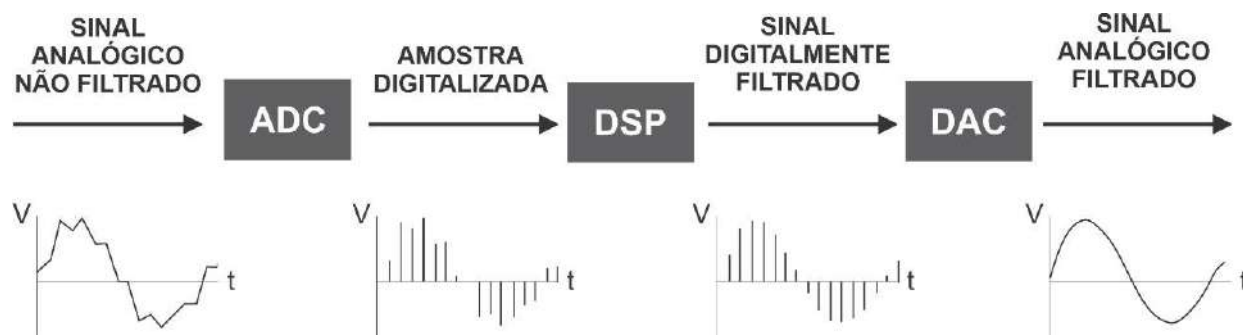 SINAL
ANALÓGICO
NÃO FILTRADO
ADC
AMOSTRA
DIGITALIZADA
DSP
SINAL
DIGITALMENTE
FILTRADO
DAC
SINAL
ANALÓGICO
FILTRADO
V
t
V
t
V
t
V
t